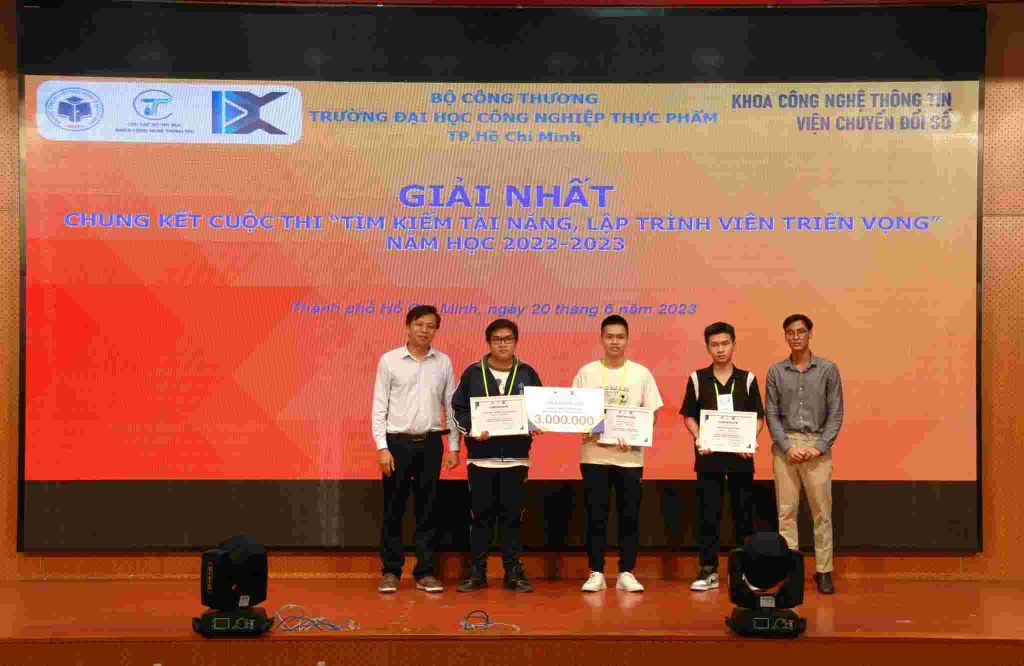 BỘ CÔNG THƯƠNG
TRƯỜNG ĐẠI HỌC CÔNG NGHIỆP THỰC PHẨM
TP.Hồ Chí Minh
KHOA CÔNG NGHỆ THÔNG TIN
VIỆN CHUYỂN ĐỔI SỐ
GIẢI NHẤT
CHUNG KẾT CUỘC THI “TÌM KIẾM TÀI NĂNG, LẬP TRÌNH VIÊN TRIỂN VỌNG”
NĂM HỌC 2022-2023
Thành phố Hồ Chí Minh, ngày 20 tháng 6 năm 2023
3.000.000